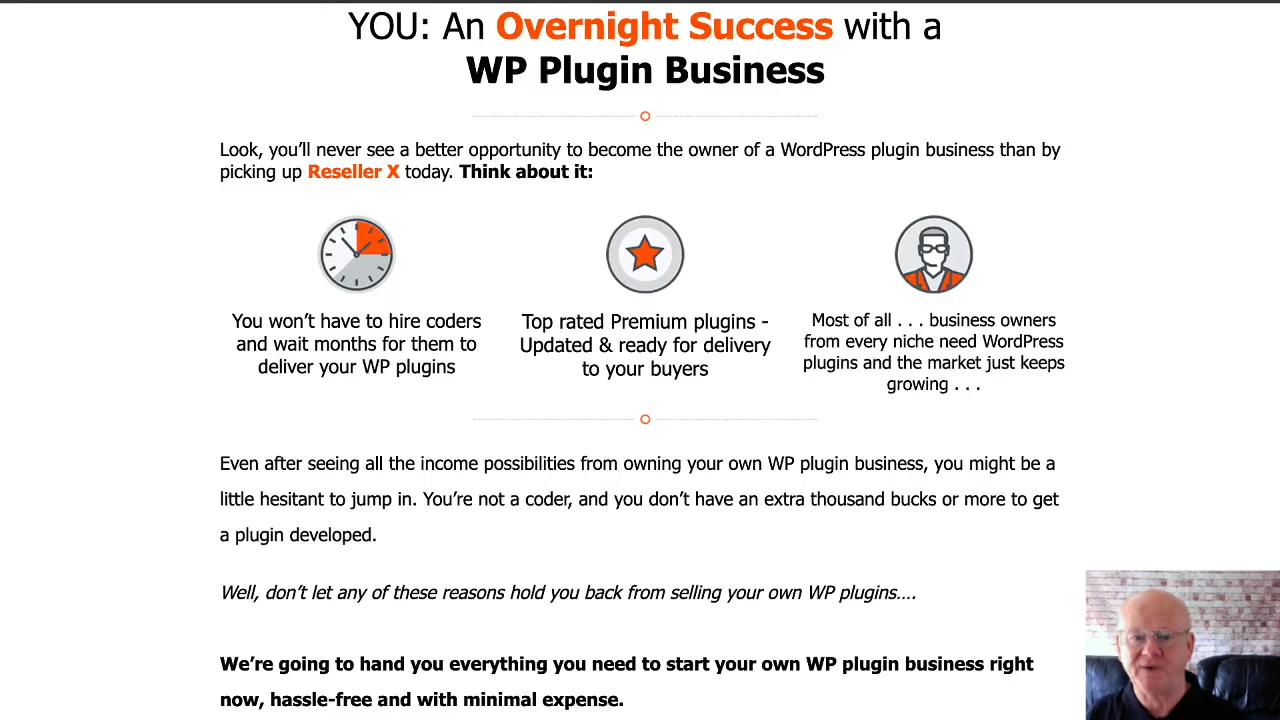 YOU: An Overnight Success with a
WP Plugin Business
Look, you'll never see a better opportunity to become the owner of a WordPress plugin business than by
picking up Reseller X today. Think about it:
You won't have to hire coders
and wait months for them to
deliver your WP plugins
Top rated Premium plugins -
Updated & ready for delivery
to your buyers
Most of all . . . business owners
from every niche need WordPress
plugins and the market just keeps
growing . . .
Even after seeing all the income possibilities from owning your own WP plugin business, you might be a
little hesitant to jump in. You're not a coder, and you don't have an extra thousand bucks or more to get
a plugin developed.
Well, don't let any of these reasons hold you back from selling your own WP plugins....
We're going to hand you everything you need to start your own WP plugin business right
now, hassle-free and with minimal expense.